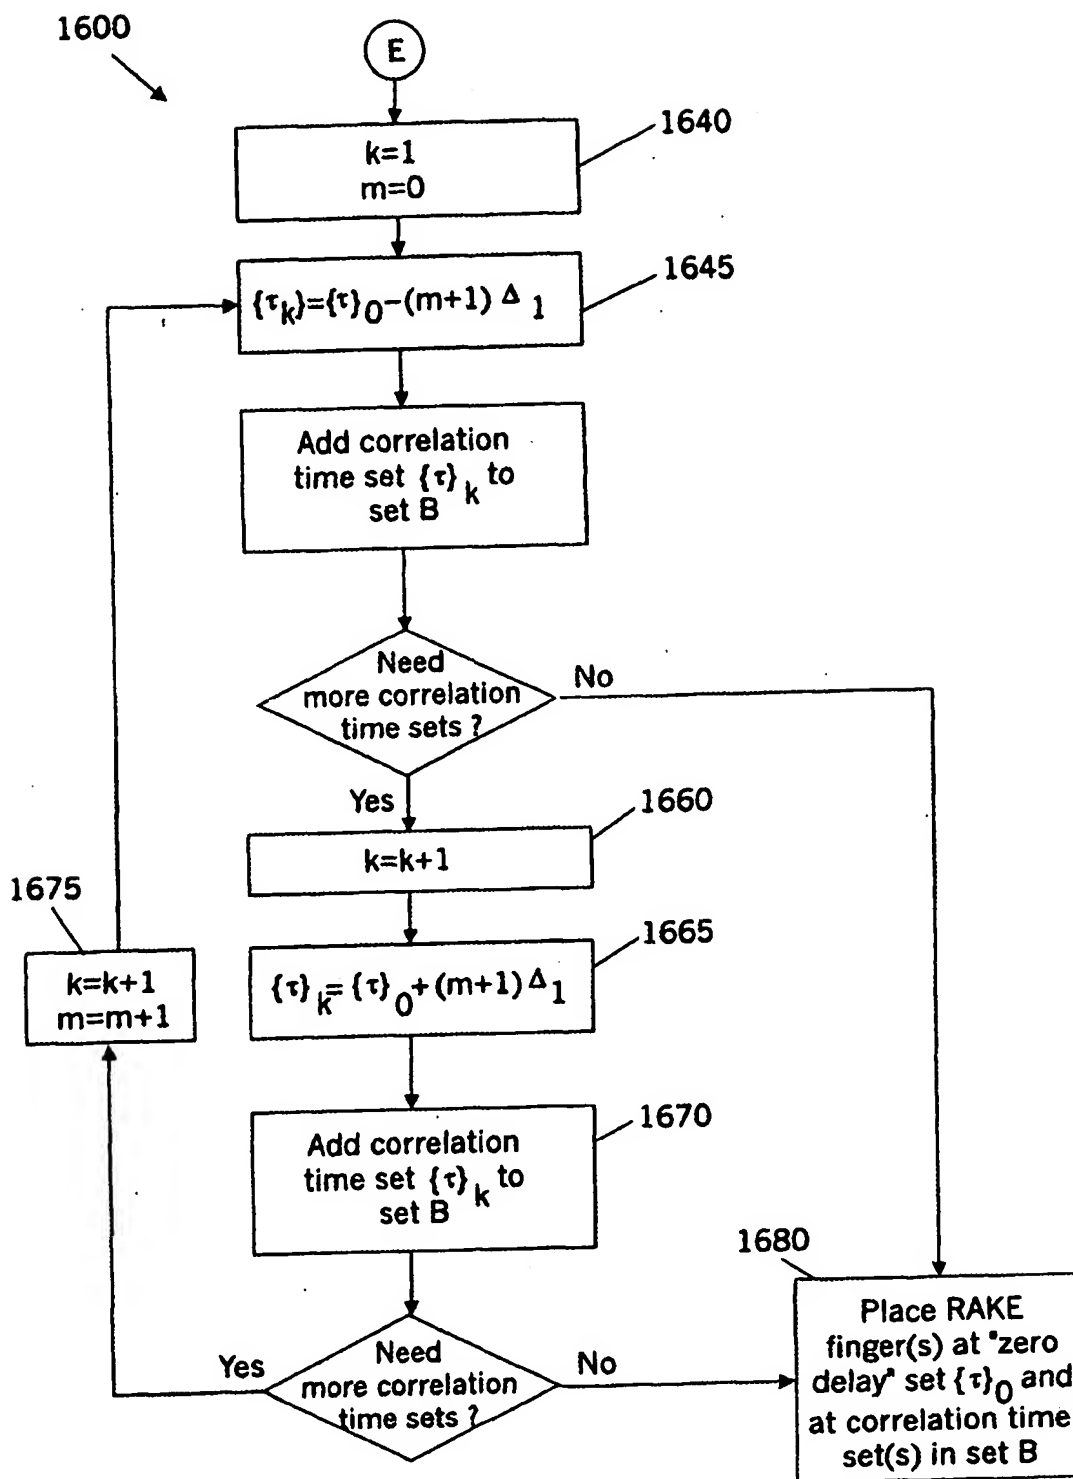 1600
E
1640
k=1
m=0
1645
{τk}={τ}0-(m+1) Δ1
Add correlation
time set {τ}k to
set B
Need
more correlation
time sets ?
No
Yes
1660
k=k+1
1675
k=k+1
m=m+1
1665
{τ}k={τ}0+(m+1) Δ1
1670
Add correlation
time set {τ}k to
set B
1680
Place RAKE
finger(s) at "zero
delay" set {τ}0 and
at correlation time
set(s) in set B
Yes
Need
more correlation
time sets ?
No